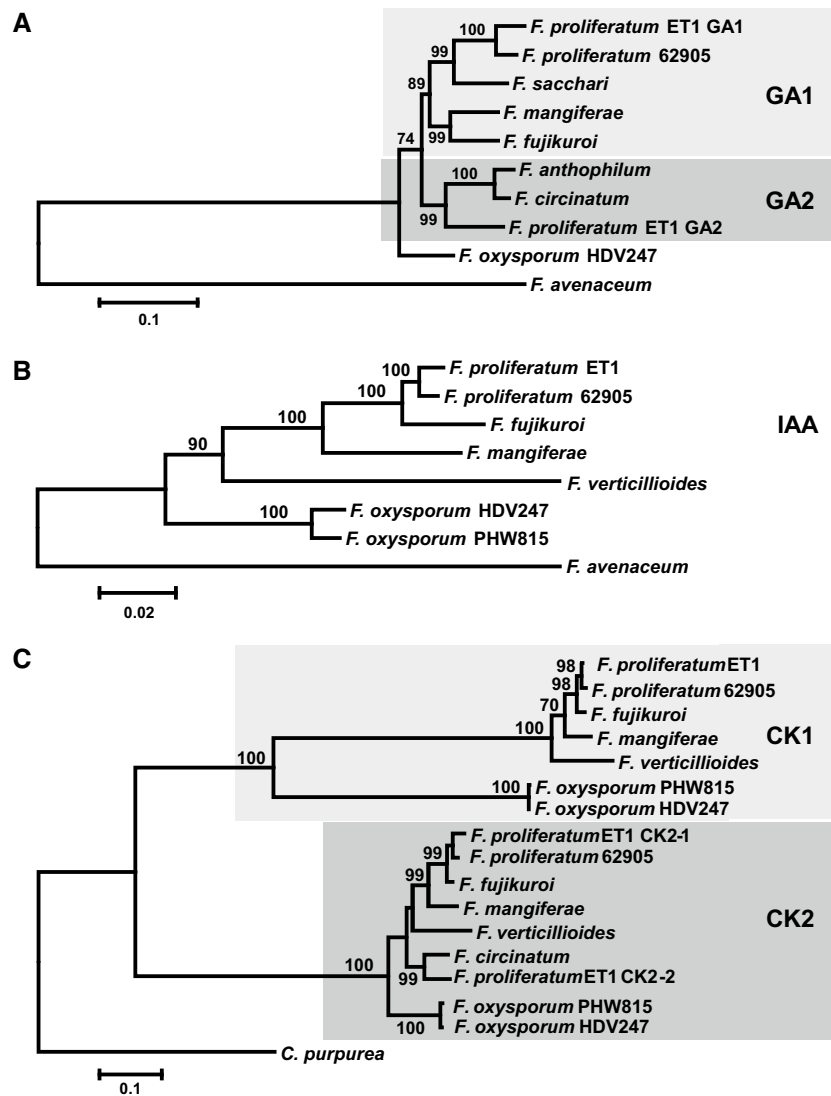 A
100
F. proliferatum ET1 GA1
F. proliferatum 62905
99
F. sacchari
89
GA1
F. mangiferae
99
F. fujikuroi
74
100
F. anthophilum
F. circinatum
GA2
99
F. proliferatum ET1 GA2
F. oxysporum HDV247
F. avenaceum
0.1
B
100
F. proliferatum ET1
100
F. proliferatum 62905
100
F. fujikuroi
IAA
90
F. mangiferae
F. verticillioides
100
F. oxysporum HDV247
F. oxysporum PHW815
F. avenaceum
0.02
C
98
F. proliferatum ET1
98
F. proliferatum 62905
70
F. fujikuroi
100
F. mangiferae
CK1
100
F. verticillioides
100
F. oxysporum PHW815
F. oxysporum HDV247
F. proliferatum ET1 CK2-1
99
F. proliferatum 62905
99
F. fujikuroi
F. mangiferae
CK2
F. verticillioides
100
F. circinatum
99
F. proliferatum ET1 CK2-2
F. oxysporum PHW815
100
F. oxysporum HDV247
C. purpurea
0.1